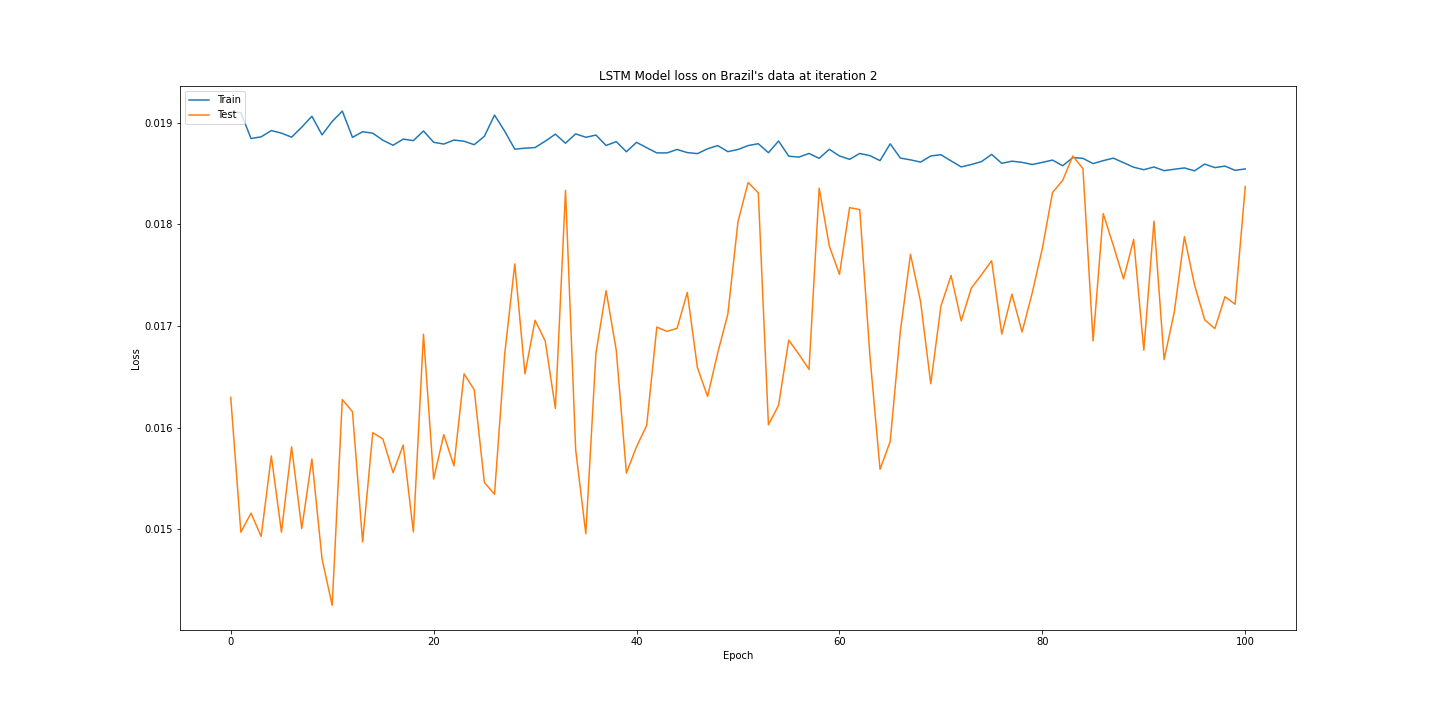 LSTM Model loss on Brazil's data at iteration 2
Train
Test
0.019
0.018
0.017
0.016
0.015
Loss
0 20 40 60 80 100
Epoch